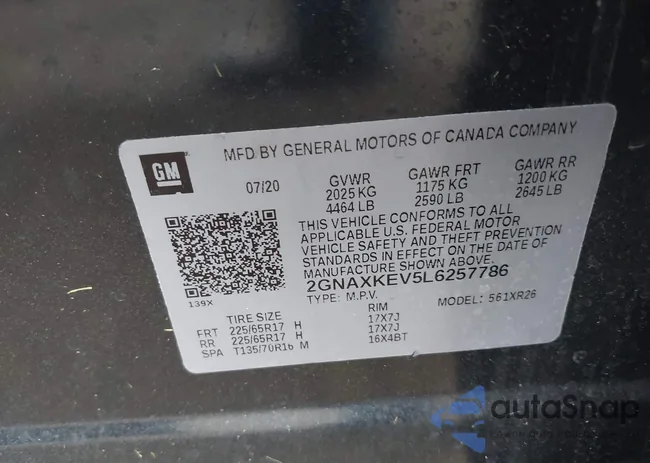 GM
MFD BY GENERAL MOTORS OF CANADA COMPANY
07/20 GVWR GAWR FRT GAWR RR
2025 KG 1175 KG 1200 KG
4464 LB 2590 LB 2645 LB
THIS VEHICLE CONFORMS TO ALL
APPLICABLE U.S. FEDERAL MOTOR
VEHICLE SAFETY AND THEFT PREVENTION
STANDARDS IN EFFECT ON THE DATE OF
MANUFACTURE SHOWN ABOVE.
2GNAXKEV5L6257786
139X TYPE: M.P.V. MODEL: 561XR26
TIRE SIZE RIM
FRT 225/65R17 H 17X7J
RR 225/65R17 H 17X7J
SPA T135/70R16 M 16X4BT
autoSnap